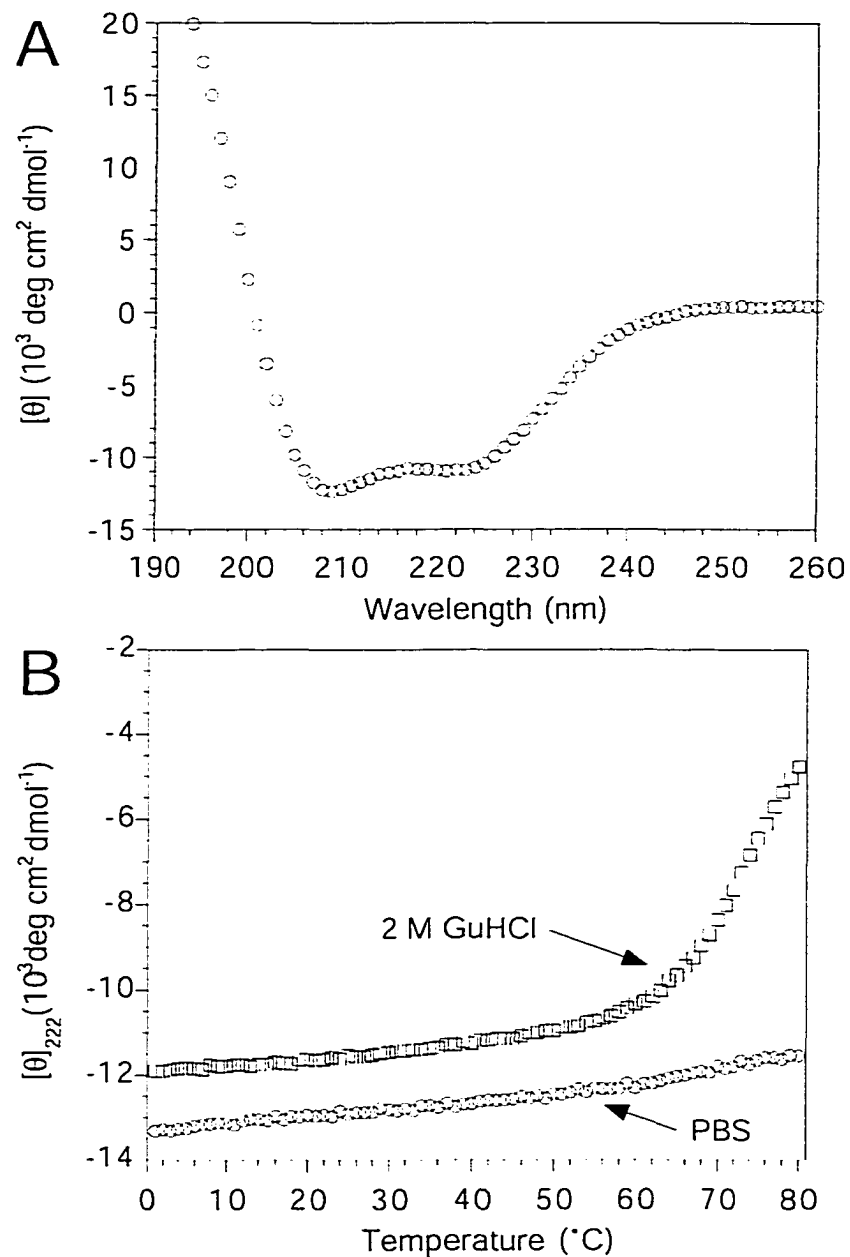 A
20
15
10
5
0
-5
-10
-15
[θ] (10³ deg cm² dmol⁻¹)
190 200 210 220 230 240 250 260
Wavelength (nm)
B
-2
-4
-6
-8
-10
-12
-14
[θ]₂₂₂(10³deg cm² dmol⁻¹)
2 M GuHCl
PBS
0 10 20 30 40 50 60 70 80
Temperature (˚C)